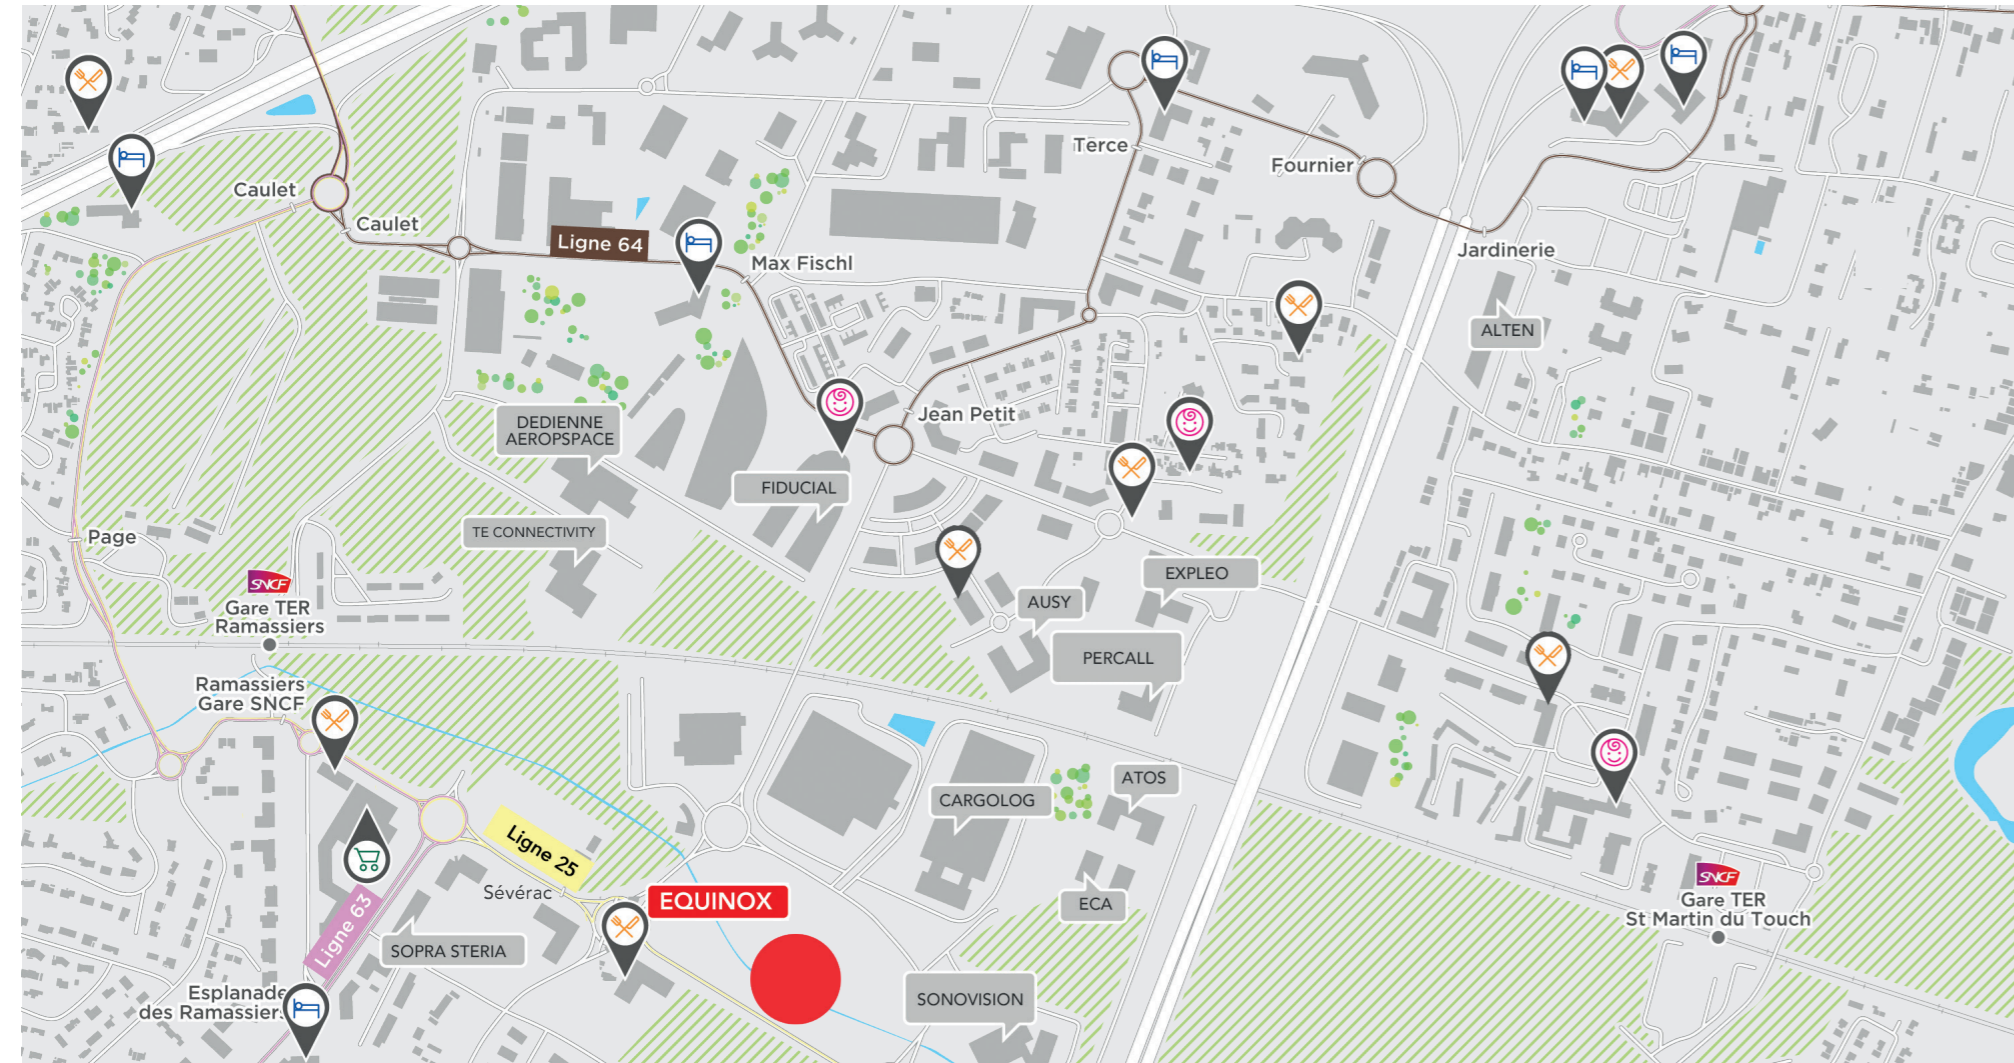 Terce
Fournier
Caulet
Caulet
Ligne 64
Max Fischl
Jardinerie
ALTEN
DEDIENNE
AEROPSPACE
Jean Petit
FIDUCIAL
TE CONNECTIVITY
Page
SNCF
Gare TER
Ramassiers
EXPLEO
AUSY
PERCALL
Ramassiers
Gare SNCF
ATOS
CARGOLOG
Ligne 25
Sévérac
EQUINOX
ECA
SNCF
Gare TER
St Martin du Touch
Ligne 63
SOPRA STERIA
Esplanade
des Ramassiers
SONOVISION